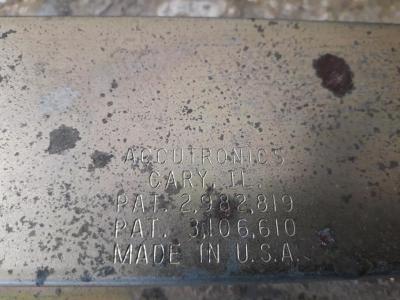 ACCUTRONICS
CARY, IL.
PAT. 2,982,819
PAT. 3,106,610
MADE IN U.S.A.